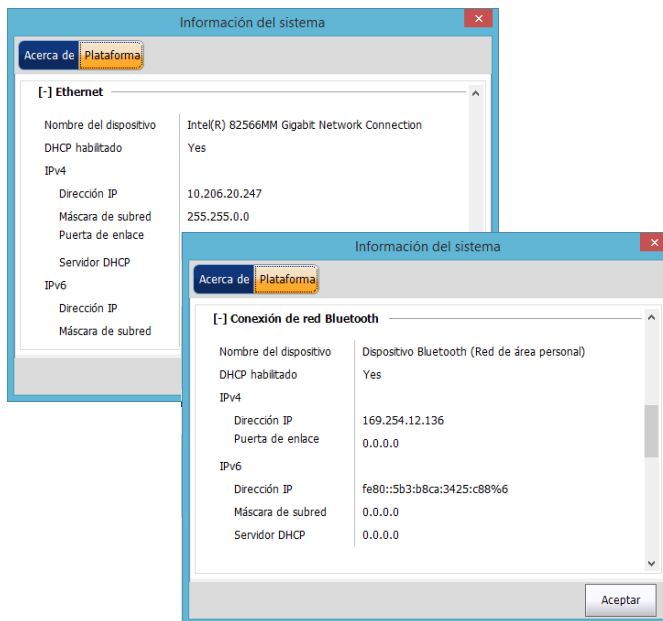 Información del sistema
Acerca de Plataforma
[-] Ethernet
Nombre del dispositivo Intel(R) 82566MM Gigabit Network Connection
DHCP habilitado Yes
IPv4
Dirección IP 10.206.20.247
Máscara de subred 255.255.0.0
Puerta de enlace
Servidor DHCP
IPv6
Dirección IP
Máscara de subred
Información del sistema
Acerca de Plataforma
[-] Conexión de red Bluetooth
Nombre del dispositivo Dispositivo Bluetooth (Red de área personal)
DHCP habilitado Yes
IPv4
Dirección IP 169.254.12.136
Puerta de enlace 0.0.0.0
IPv6
Dirección IP fe80::5b3:b8ca:3425:c88%6
Máscara de subred 0.0.0.0
Servidor DHCP 0.0.0.0
Aceptar